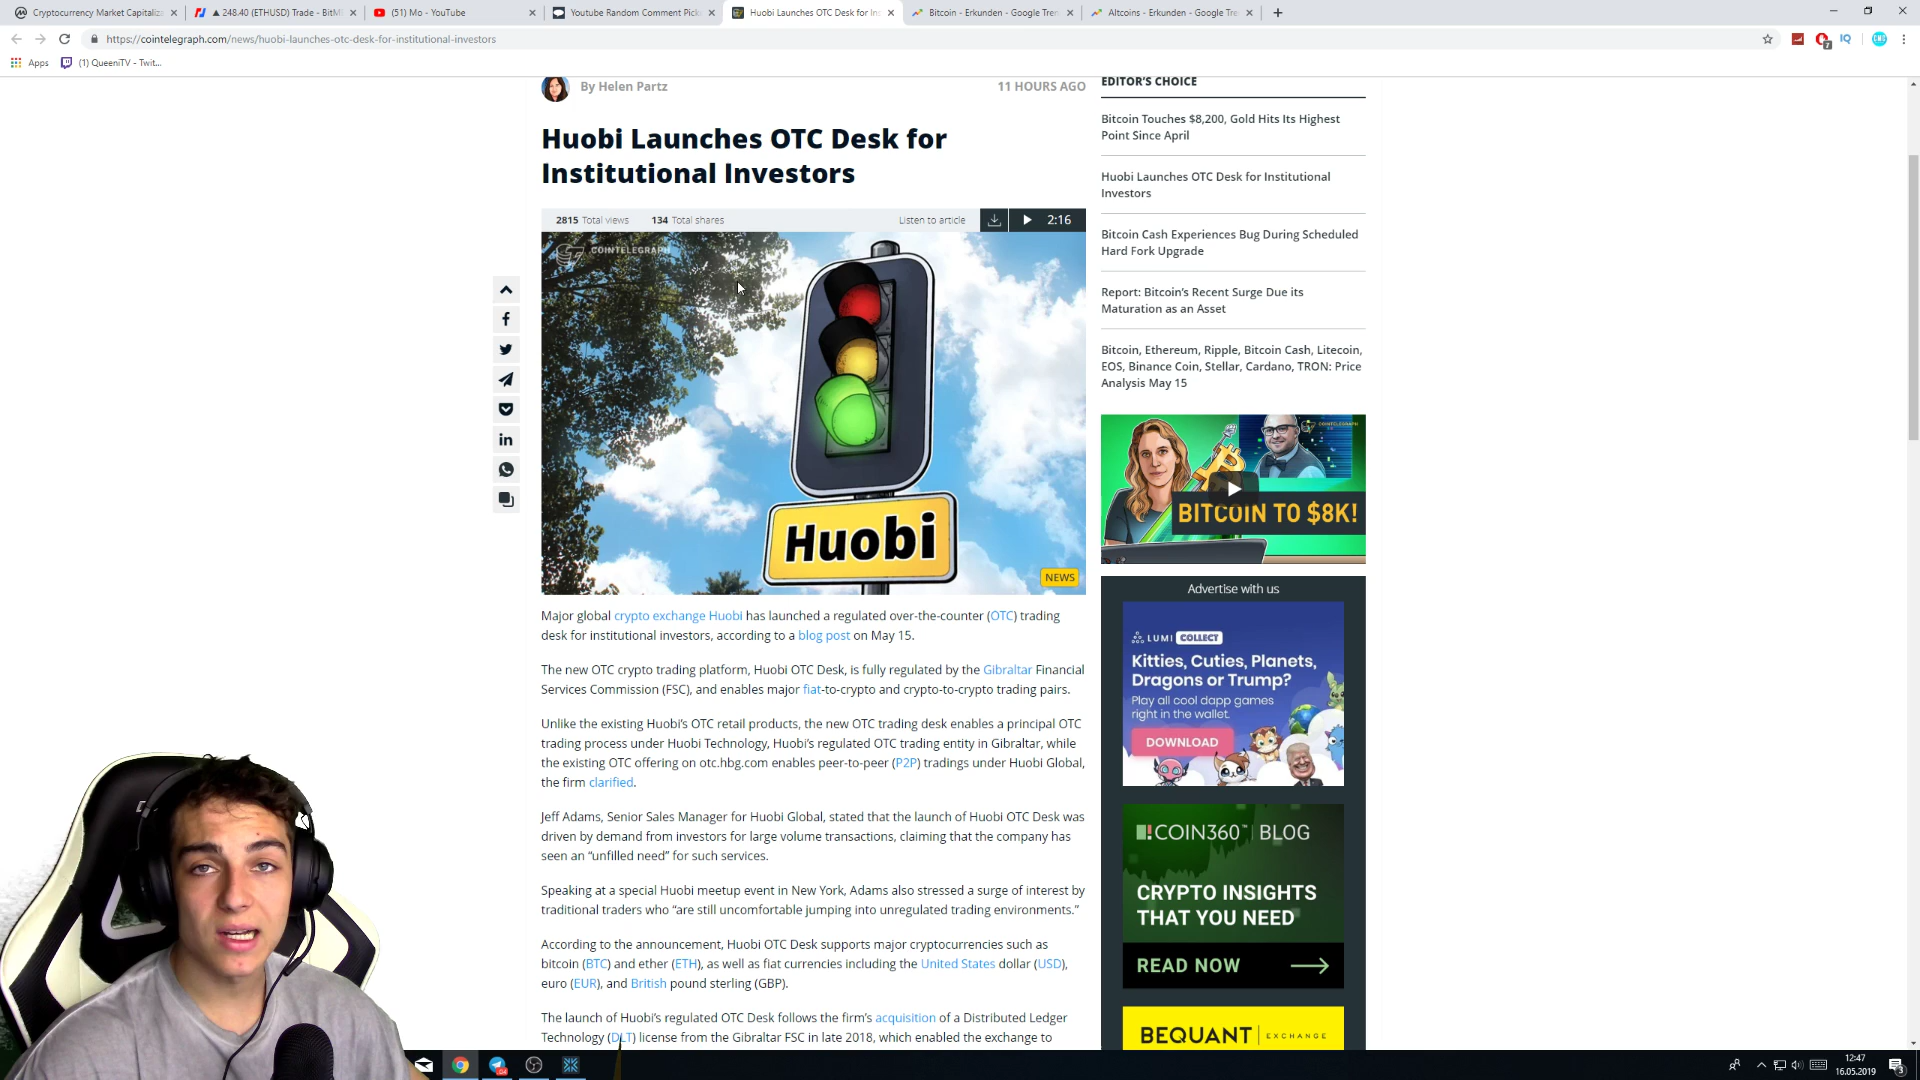 Cryptocurrency Market Capitaliz
▲ 248.40 (ETHUSD) Trade - BitM
(51) Mo - YouTube
Youtube Random Comment Pick
Huobi Launches OTC Desk for In
Bitcoin - Erkunden - Google Tren
Altcoins - Erkunden - Google Tre
https://cointelegraph.com/news/huobi-launches-otc-desk-for-institutional-investors
Apps
(1) QueeniTV - Twit...
By Helen Partz
11 HOURS AGO
Huobi Launches OTC Desk for
Institutional Investors
2815 Total views
134 Total shares
Listen to article
2:16
COINTELEGRAPH
Huobi
NEWS
Major global crypto exchange Huobi has launched a regulated over-the-counter (OTC) trading
desk for institutional investors, according to a blog post on May 15.
The new OTC crypto trading platform, Huobi OTC Desk, is fully regulated by the Gibraltar Financial
Services Commission (FSC), and enables major fiat-to-crypto and crypto-to-crypto trading pairs.
Unlike the existing Huobi's OTC retail products, the new OTC trading desk enables a principal OTC
trading process under Huobi Technology, Huobi's regulated OTC trading entity in Gibraltar, while
the existing OTC offering on otc.hbg.com enables peer-to-peer (P2P) tradings under Huobi Global,
the firm clarified.
Jeff Adams, Senior Sales Manager for Huobi Global, stated that the launch of Huobi OTC Desk was
driven by demand from investors for large volume transactions, claiming that the company has
seen an “unfilled need” for such services.
Speaking at a special Huobi meetup event in New York, Adams also stressed a surge of interest by
traditional traders who “are still uncomfortable jumping into unregulated trading environments.”
According to the announcement, Huobi OTC Desk supports major cryptocurrencies such as
bitcoin (BTC) and ether (ETH), as well as fiat currencies including the United States dollar (USD),
euro (EUR), and British pound sterling (GBP).
The launch of Huobi's regulated OTC Desk follows the firm's acquisition of a Distributed Ledger
Technology (DLT) license from the Gibraltar FSC in late 2018, which enabled the exchange to
EDITOR'S CHOICE
Bitcoin Touches $8,200, Gold Hits Its Highest
Point Since April
Huobi Launches OTC Desk for Institutional
Investors
Bitcoin Cash Experiences Bug During Scheduled
Hard Fork Upgrade
Report: Bitcoin's Recent Surge Due its
Maturation as an Asset
Bitcoin, Ethereum, Ripple, Bitcoin Cash, Litecoin,
EOS, Binance Coin, Stellar, Cardano, TRON: Price
Analysis May 15
BITCOIN TO $8K!
Advertise with us
LUMI COLLECT
Kitties, Cuties, Planets,
Dragons or Trump?
Play all cool dapp games
right in the wallet.
DOWNLOAD
COIN360™ BLOG
CRYPTO INSIGHTS
THAT YOU NEED
READ NOW
BEQUANT | EXCHANGE
12:47
16.05.2019